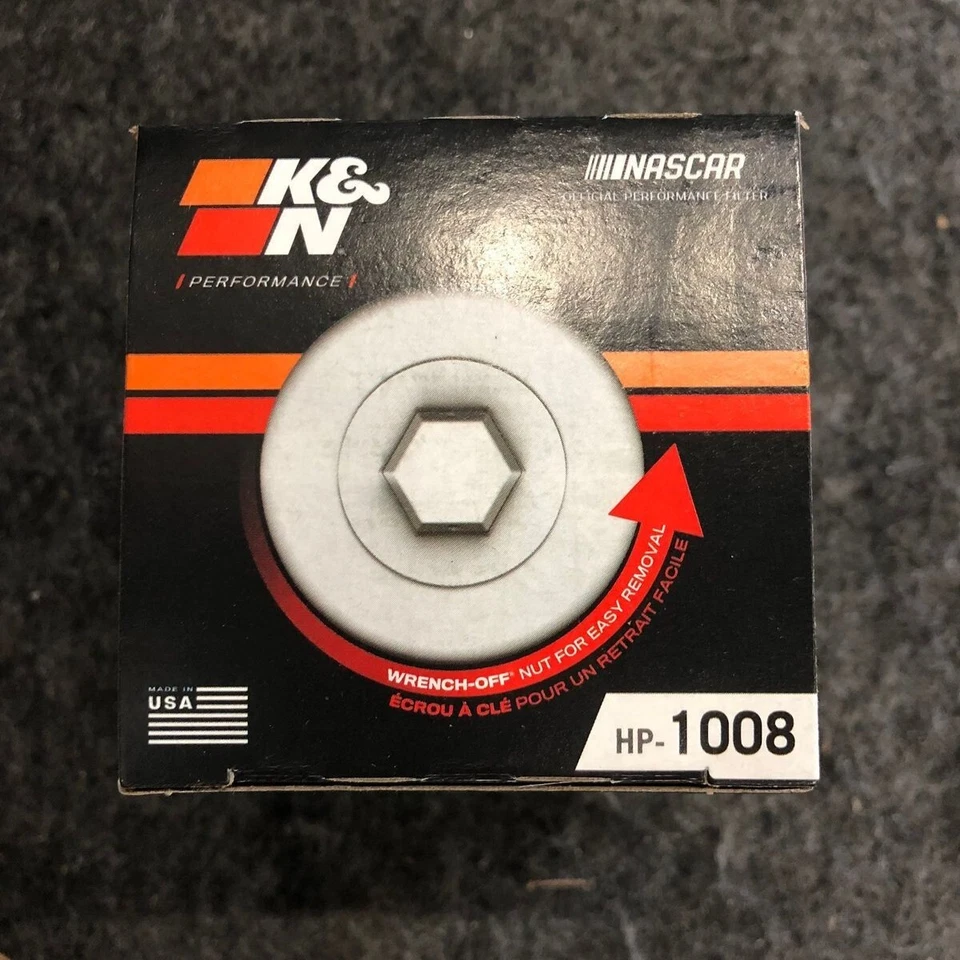 K&
N
PERFORMANCE
NASCAR
OFFICIAL PERFORMANCE FILTER
WRENCH-OFF® NUT FOR EASY REMOVAL
ÉCROU À CLÉ POUR UN RETRAIT FACILE
MADE IN
USA
HP-1008